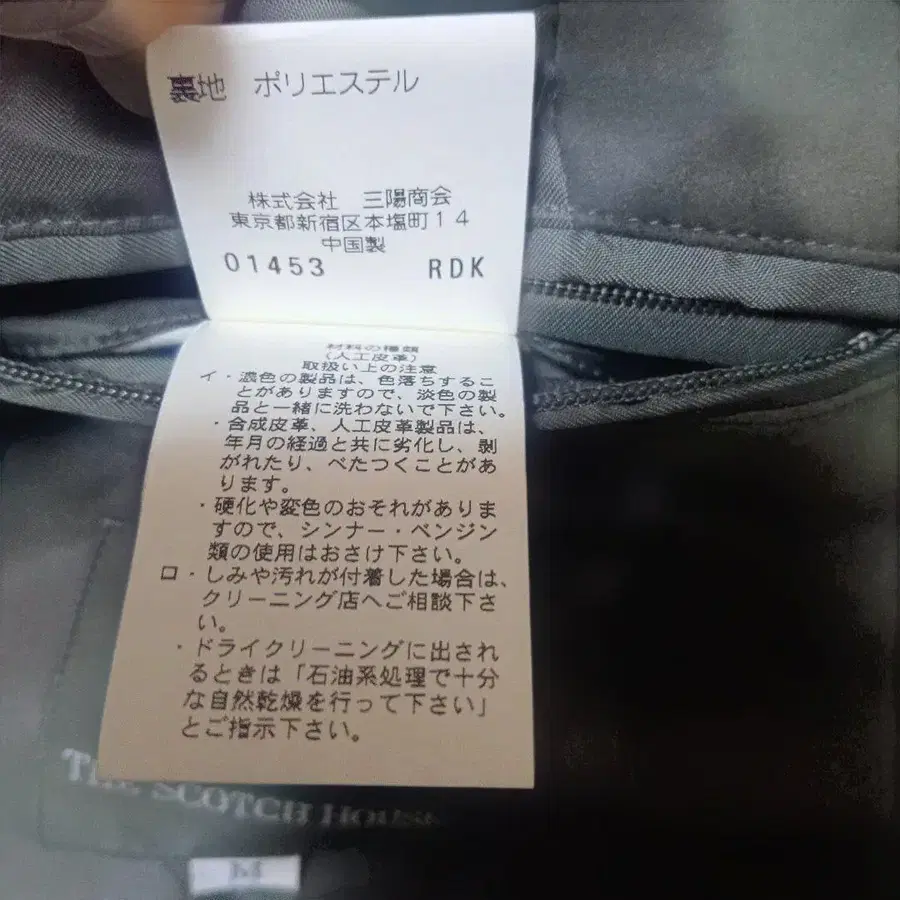 裏地 ポリエステル
株式会社 三陽商会
東京都新宿区本塩町14
中国製
01453 RDK
材料の種類
(人工皮革)
取扱い上の注意
イ・濃色の製品は、色落ちするこ
とがありますので、淡色の製
品と一緒に洗わないで下さい。
・合成皮革、人工皮革製品は、
年月の経過と共に劣化し、剥
がれたり、べたつくことがあ
ります。
・硬化や変色のおそれがありま
すので、シンナー・ベンジン
類の使用はおさけ下さい。
ロ・しみや汚れが付着した場合は、
クリーニング店へご相談下さ
い。
・ドライクリーニングに出され
るときは「石油系処理で十分
な自然乾燥を行って下さい」
とご指示下さい。
THE SCOTCH HOUSE
M